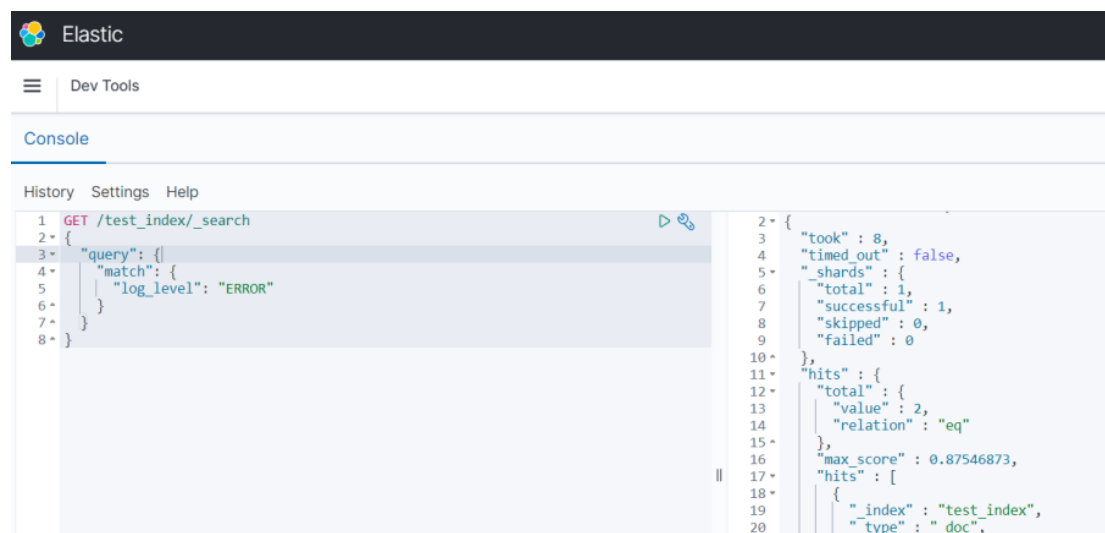 Elastic
Dev Tools
Console
History Settings Help
1 GET /test_index/_search
2 {
3 "query": {
4 "match": {
5 "log_level": "ERROR"
6 }
7 }
8 }
2 {
3 "took" : 8,
4 "timed_out" : false,
5 "_shards" : {
6 "total" : 1,
7 "successful" : 1,
8 "skipped" : 0,
9 "failed" : 0
10 },
11 "hits" : {
12 "total" : {
13 "value" : 2,
14 "relation" : "eq"
15 },
16 "max_score" : 0.87546873,
17 "hits" : [
18 {
19 "_index" : "test_index",
20 "_type" : "_doc",